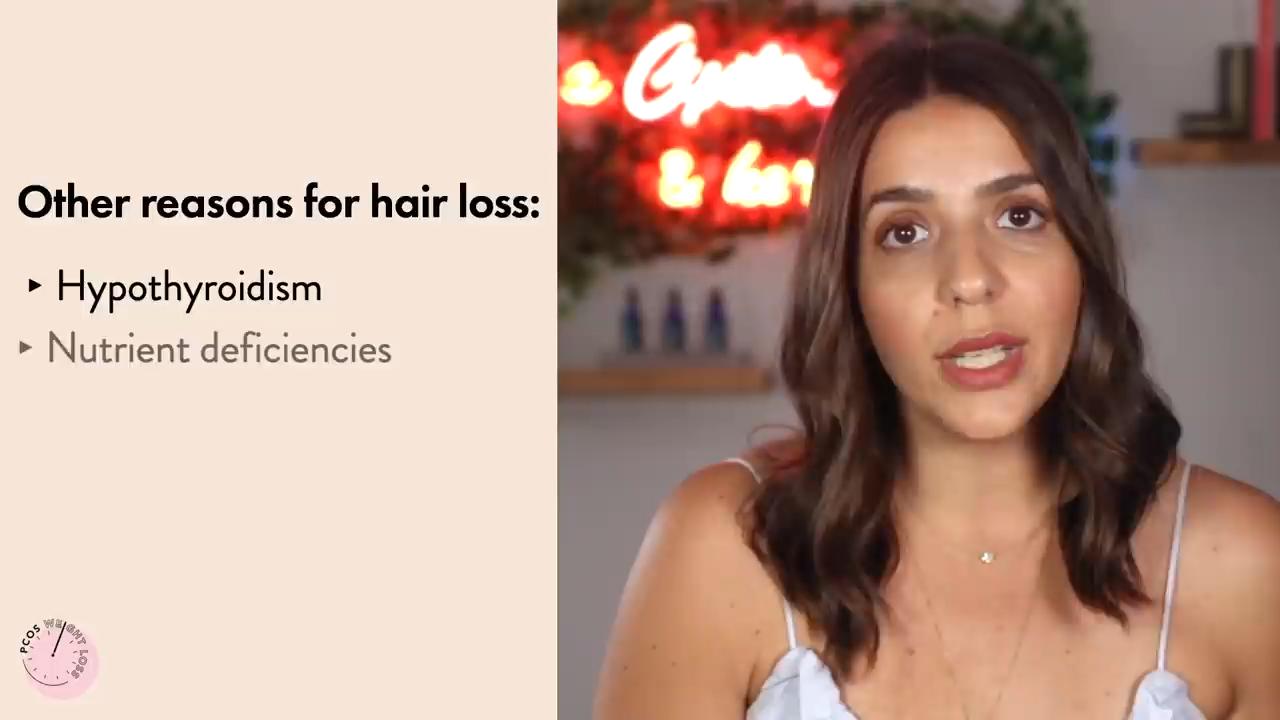 Other reasons for hair loss:
Hypothyroidism
Nutrient deficiencies
PCOS WEIGHT LOSS
&